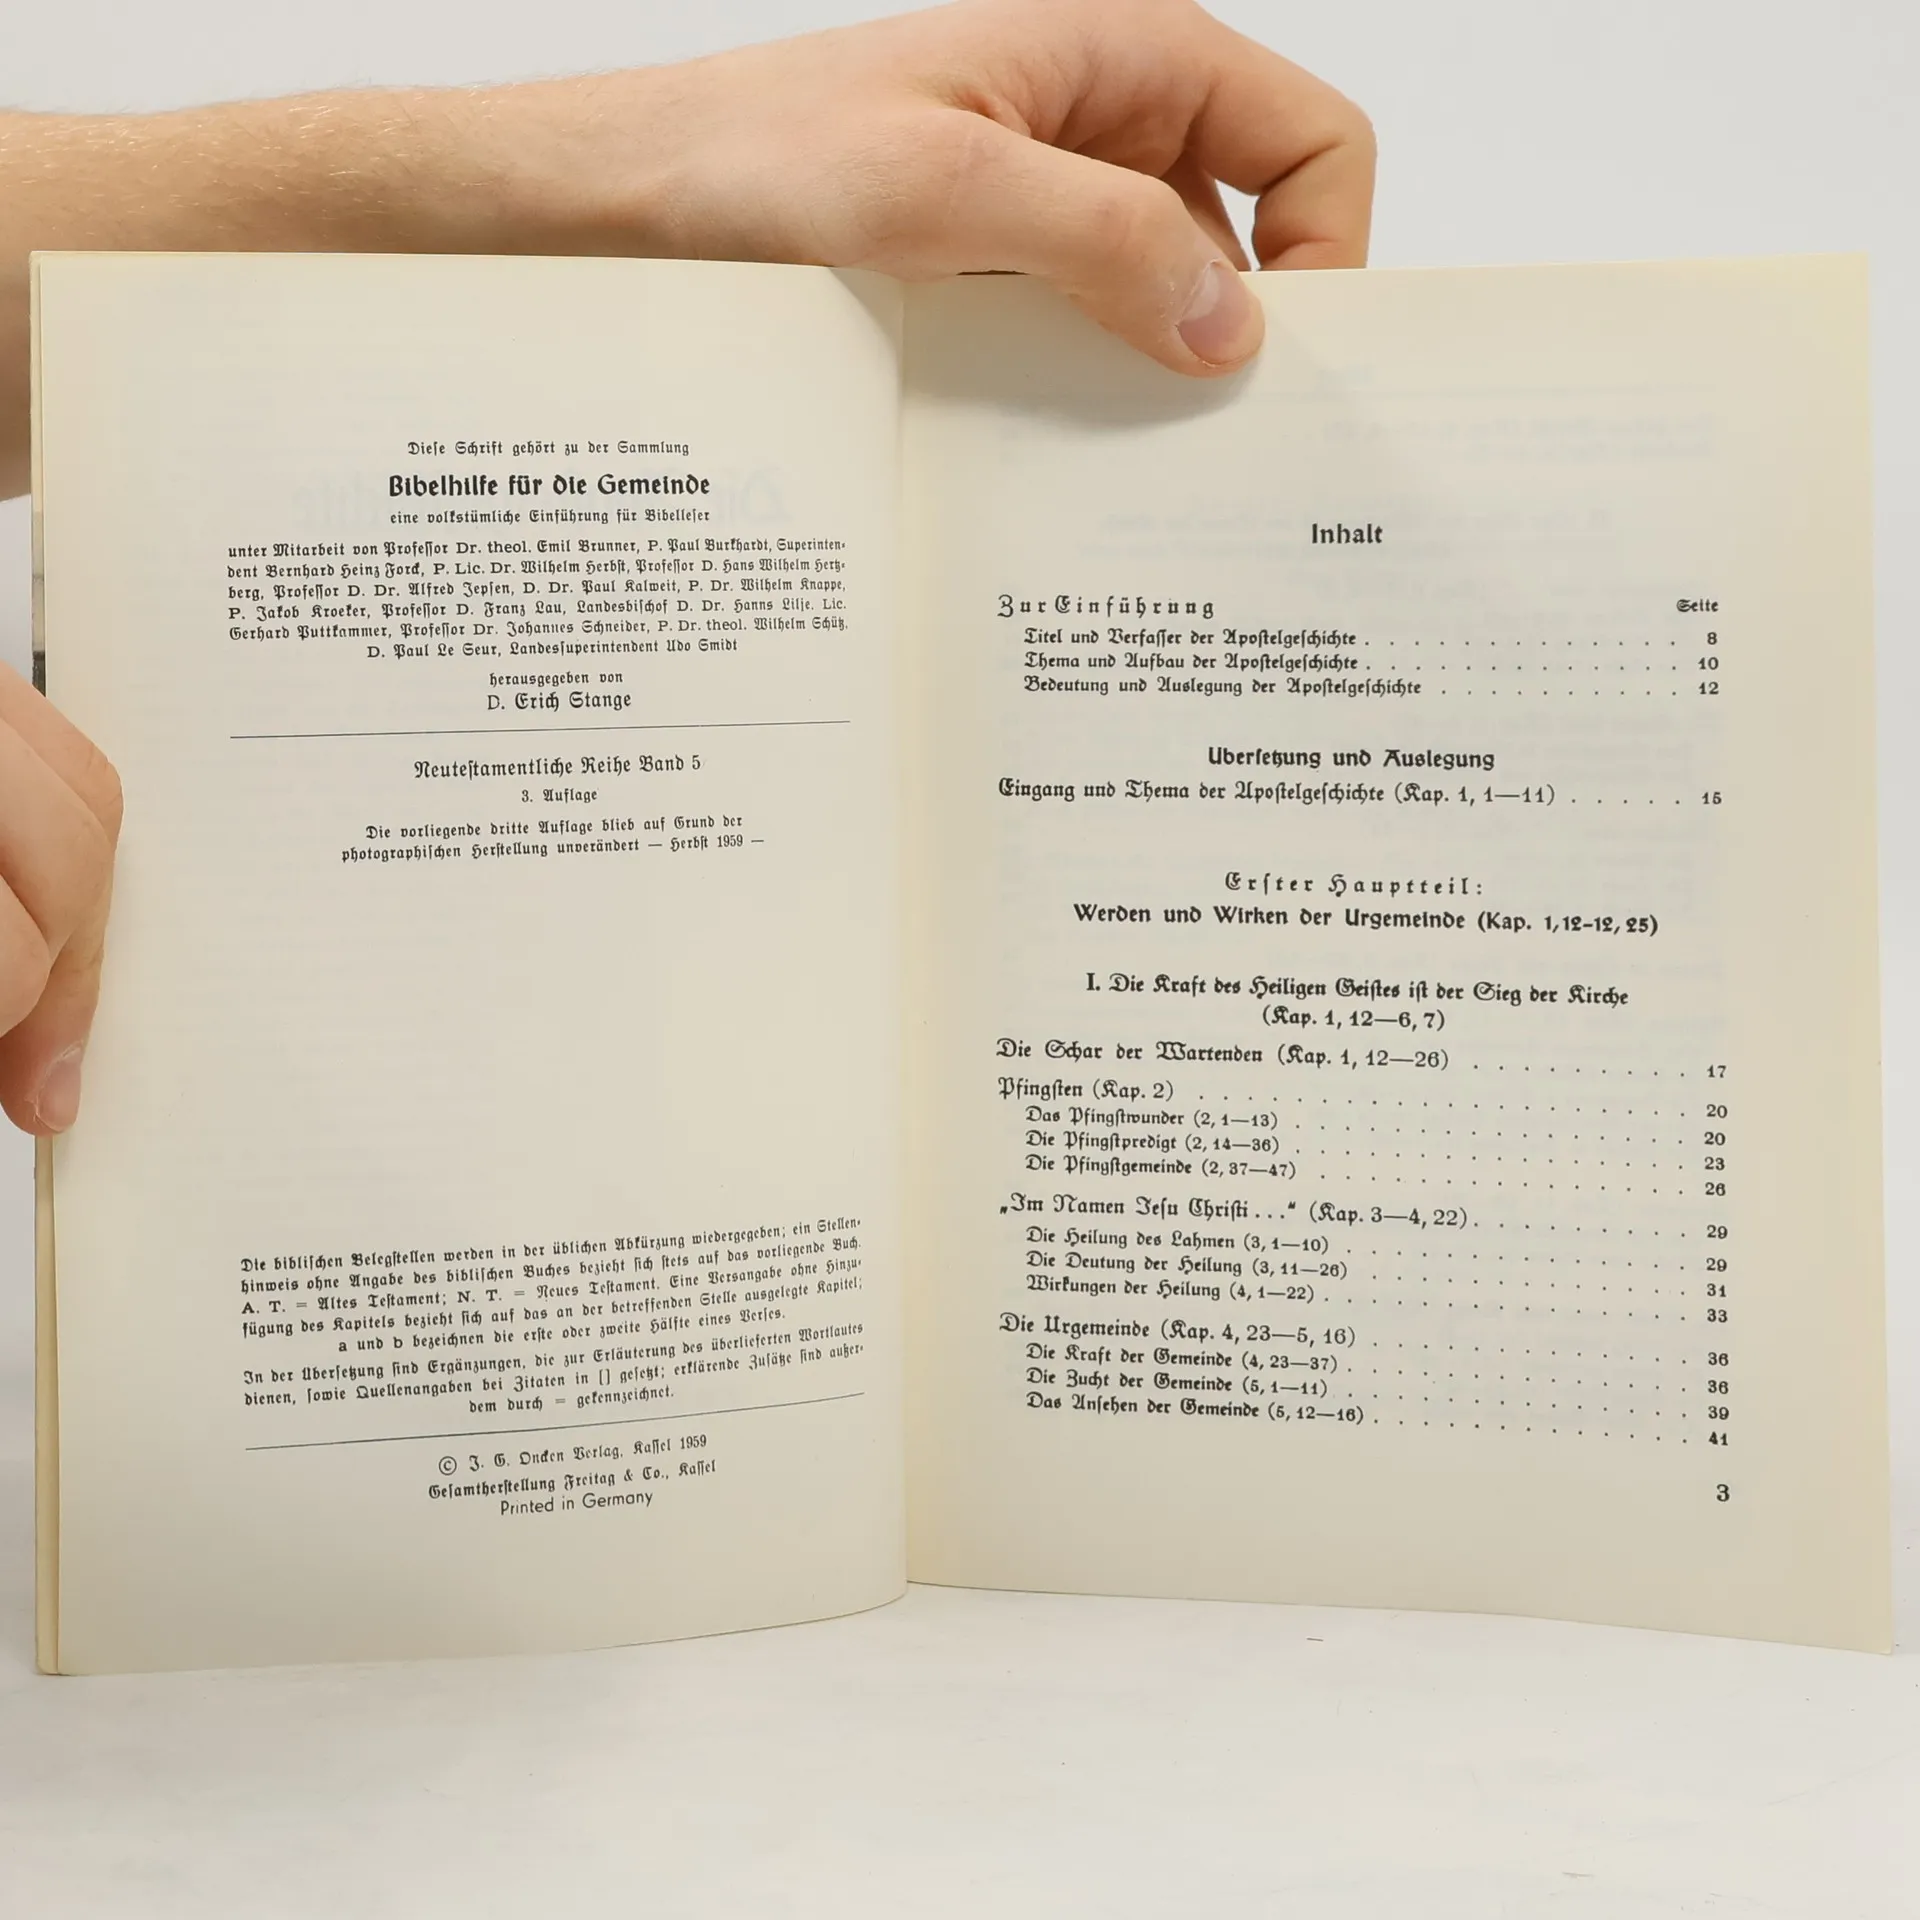 Diese Schrift gehört zu der Sammlung
Bibelhilfe für die Gemeinde
eine volkstümliche Einführung für Bibelleser
unter Mitarbeit von Professor Dr. theol. Emil Brunner, P. Paul Burkhardt, Superinten-
dent Bernhard Heinz Forck, P. Lic. Dr. Wilhelm Herbst, Professor D. Hans Wilhelm Hertz-
berg, Professor D. Dr. Alfred Jepsen, D. Dr. Paul Kalweit, P. Dr. Wilhelm Knappe,
P. Jakob Kroeker, Professor D. Franz Lau, Landesbischof D. Dr. Hanns Lilje, Lic.
Gerhard Puttkammer, Professor Dr. Johannes Schneider, P. Dr. theol. Wilhelm Schütz,
D. Paul Le Seur, Landessuperintendent Udo Smidt
herausgegeben von
D. Erich Stange
Neutestamentliche Reihe Band 5
3. Auflage
Die vorliegende dritte Auflage blieb auf Grund der
photographischen Herstellung unverändert — Herbst 1959 —
Die biblischen Belegstellen werden in der üblichen Abkürzung wiedergegeben; ein Stellen-
hinweis ohne Angabe des biblischen Buches bezieht sich stets auf das vorliegende Buch.
A. T. = Altes Testament; N. T. = Neues Testament. Eine Versangabe ohne Hinzu-
fügung des Kapitels bezieht sich auf das an der betreffenden Stelle ausgelegte Kapitel;
a und b bezeichnen die erste oder zweite Hälfte eines Verses.
In der Übersetzung sind Ergänzungen, die zur Erläuterung des überlieferten Wortlautes
dienen, sowie Quellenangaben bei Zitaten in [] gesetzt; erklärende Zusätze sind außer-
dem durch = gekennzeichnet.
© J. G. Oncken Verlag, Kassel 1959
Gesamtherstellung Freitag & Co., Kassel
Printed in Germany
Inhalt
Zur Einführung Seite
Titel und Verfasser der Apostelgeschichte . . . . . . . . . . . . . 8
Thema und Aufbau der Apostelgeschichte . . . . . . . . . . . . . 10
Bedeutung und Auslegung der Apostelgeschichte . . . . . . . . . . 12
Übersetzung und Auslegung
Eingang und Thema der Apostelgeschichte (Kap. 1, 1—11) . . . . . 15
Erster Hauptteil:
Werden und Wirken der Urgemeinde (Kap. 1, 12-12, 25)
I. Die Kraft des Heiligen Geistes ist der Sieg der Kirche
(Kap. 1, 12—6, 7)
Die Schar der Wartenden (Kap. 1, 12—26) . . . . . . . . . 17
Pfingsten (Kap. 2) . . . . . . . . . . . . . . . . . . . . 20
Das Pfingstwunder (2, 1—13) . . . . . . . . . . . . . . . . 20
Die Pfingstpredigt (2, 14—36) . . . . . . . . . . . . . . . . 23
Die Pfingstgemeinde (2, 37—47) . . . . . . . . . . . . . . . 26
„Im Namen Jesu Christi . . .“ (Kap. 3—4, 22) . . . . . . . . . 29
Die Heilung des Lahmen (3, 1—10) . . . . . . . . . . . . . . 29
Die Deutung der Heilung (3, 11—26) . . . . . . . . . . . . . 31
Wirkungen der Heilung (4, 1—22) . . . . . . . . . . . . . . . 33
Die Urgemeinde (Kap. 4, 23—5, 16) . . . . . . . . . . . . . 36
Die Kraft der Gemeinde (4, 23—37) . . . . . . . . . . . . . . 36
Die Zucht der Gemeinde (5, 1—11) . . . . . . . . . . . . . . 39
Das Ansehen der Gemeinde (5, 12—16) . . . . . . . . . . . . . 41
3